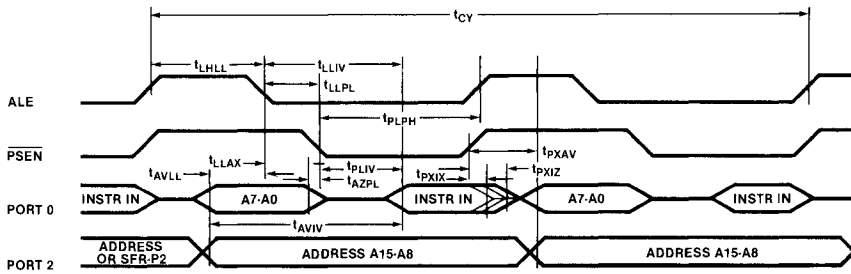 tCY
tLHLL
tLLIV
tLLPL
ALE
tPLPH
PSEN
tPXAV
tLLAX
tAVLL
tPLIV
tAZPL
tPXIX
tPXIZ
PORT 0
INSTR IN
A7-A0
INSTR IN
A7-A0
INSTR IN
tAVIV
PORT 2
ADDRESS
OR SFR-P2
ADDRESS A15-A8
ADDRESS A15-A8